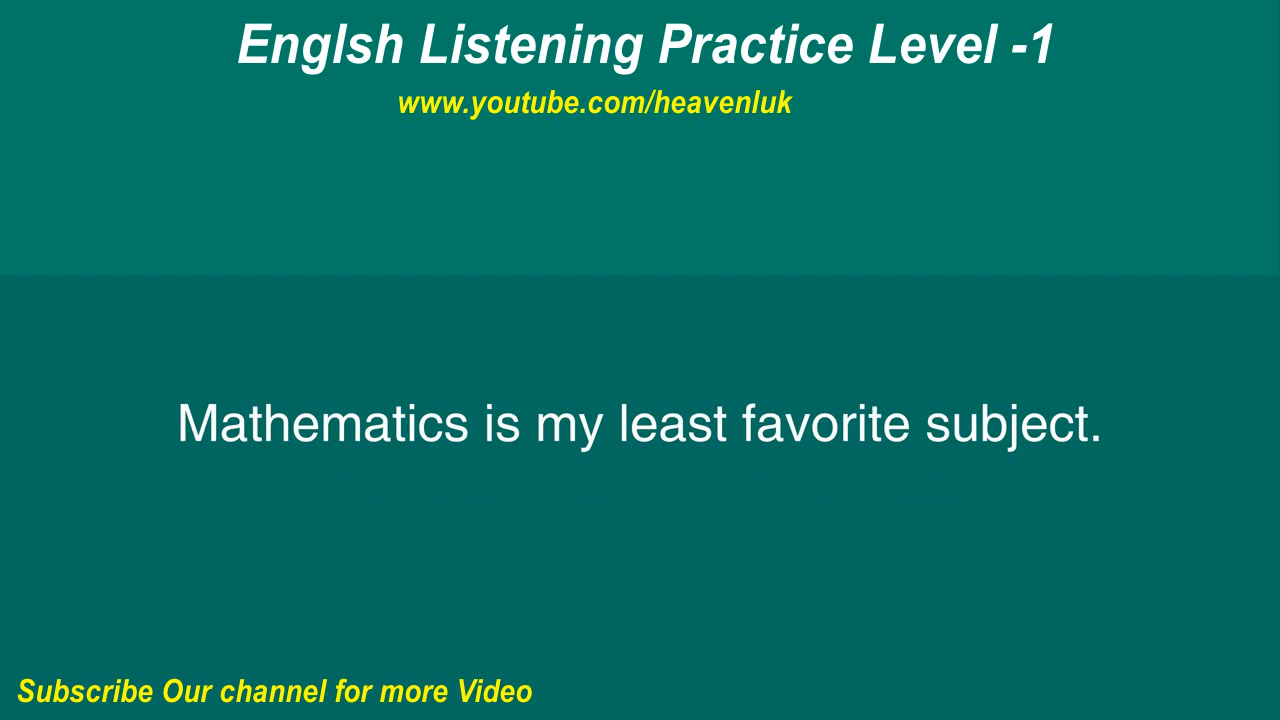 Englsh Listening Practice Level -1
www.youtube.com/heavenluk
Mathematics is my least favorite subject.
Subscribe Our channel for more Video